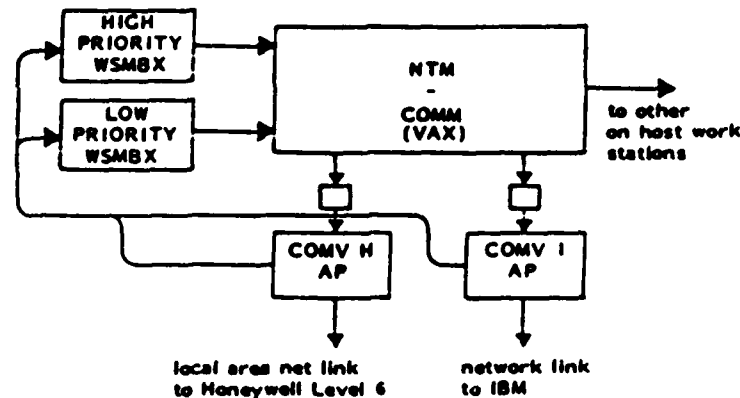 HIGH
PRIORITY
WSMBX
LOW
PRIORITY
WSMBX
NTM
-
COMM
(VAX)
to other
on host work
stations
COMV H
AP
COMV I
AP
local area net link
to Honeywell Level 6
network link
to IBM